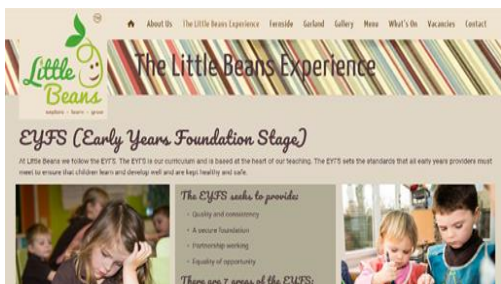 About Us The Little Beans Experience Fernside Garland Gallery Menu What's On Vacancies Contact
Little
Beans
explore • learn • grow
The Little Beans Experience
EYFS (Early Years Foundation Stage)
At Little Beans we follow the EYFS. The EYFS is our curriculum and is based at the heart of our teaching. The EYFS sets the standards that all early years providers must
meet to ensure that children learn and develop well and are kept healthy and safe.
The EYFS seeks to provide:
• Quality and consistency
• A secure foundation
• Partnership working
• Equality of opportunity
There are 7 areas of the EYFS: